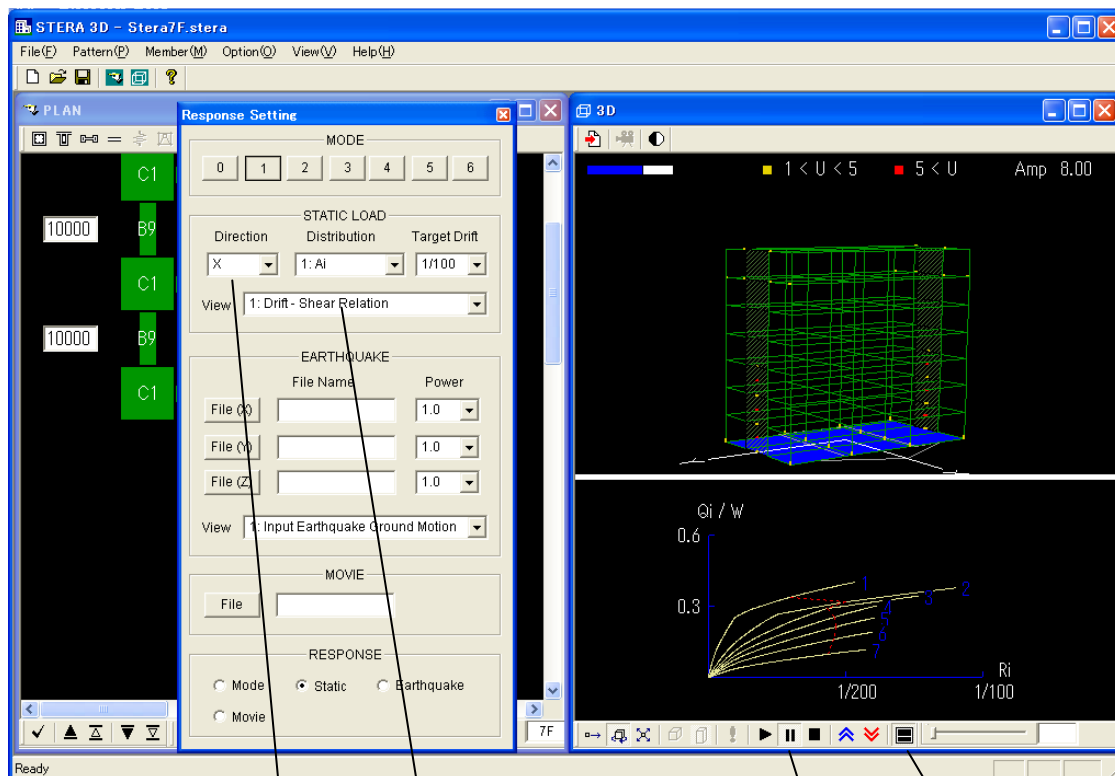 STERA 3D - Stera7F.stera
File(F) Pattern(P) Member(M) Option(O) View(V) Help(H)
PLAN
C1
10000 B9
C1
10000 B9
C1
7F
Response Setting
MODE
0 1 2 3 4 5 6
STATIC LOAD
Direction Distribution Target Drift
X 1: Ai 1/100
View 1: Drift - Shear Relation
EARTHQUAKE
File Name Power
File (X) 1.0
File (Y) 1.0
File (Z) 1.0
View 1: Input Earthquake Ground Motion
MOVIE
File
RESPONSE
Mode Static Earthquake
Movie
3D
1 < U < 5 5 < U Amp 8.00
Qi / W
0.6
0.3
1
2
3
4
5
6
7
Ri
1/200 1/100
Ready